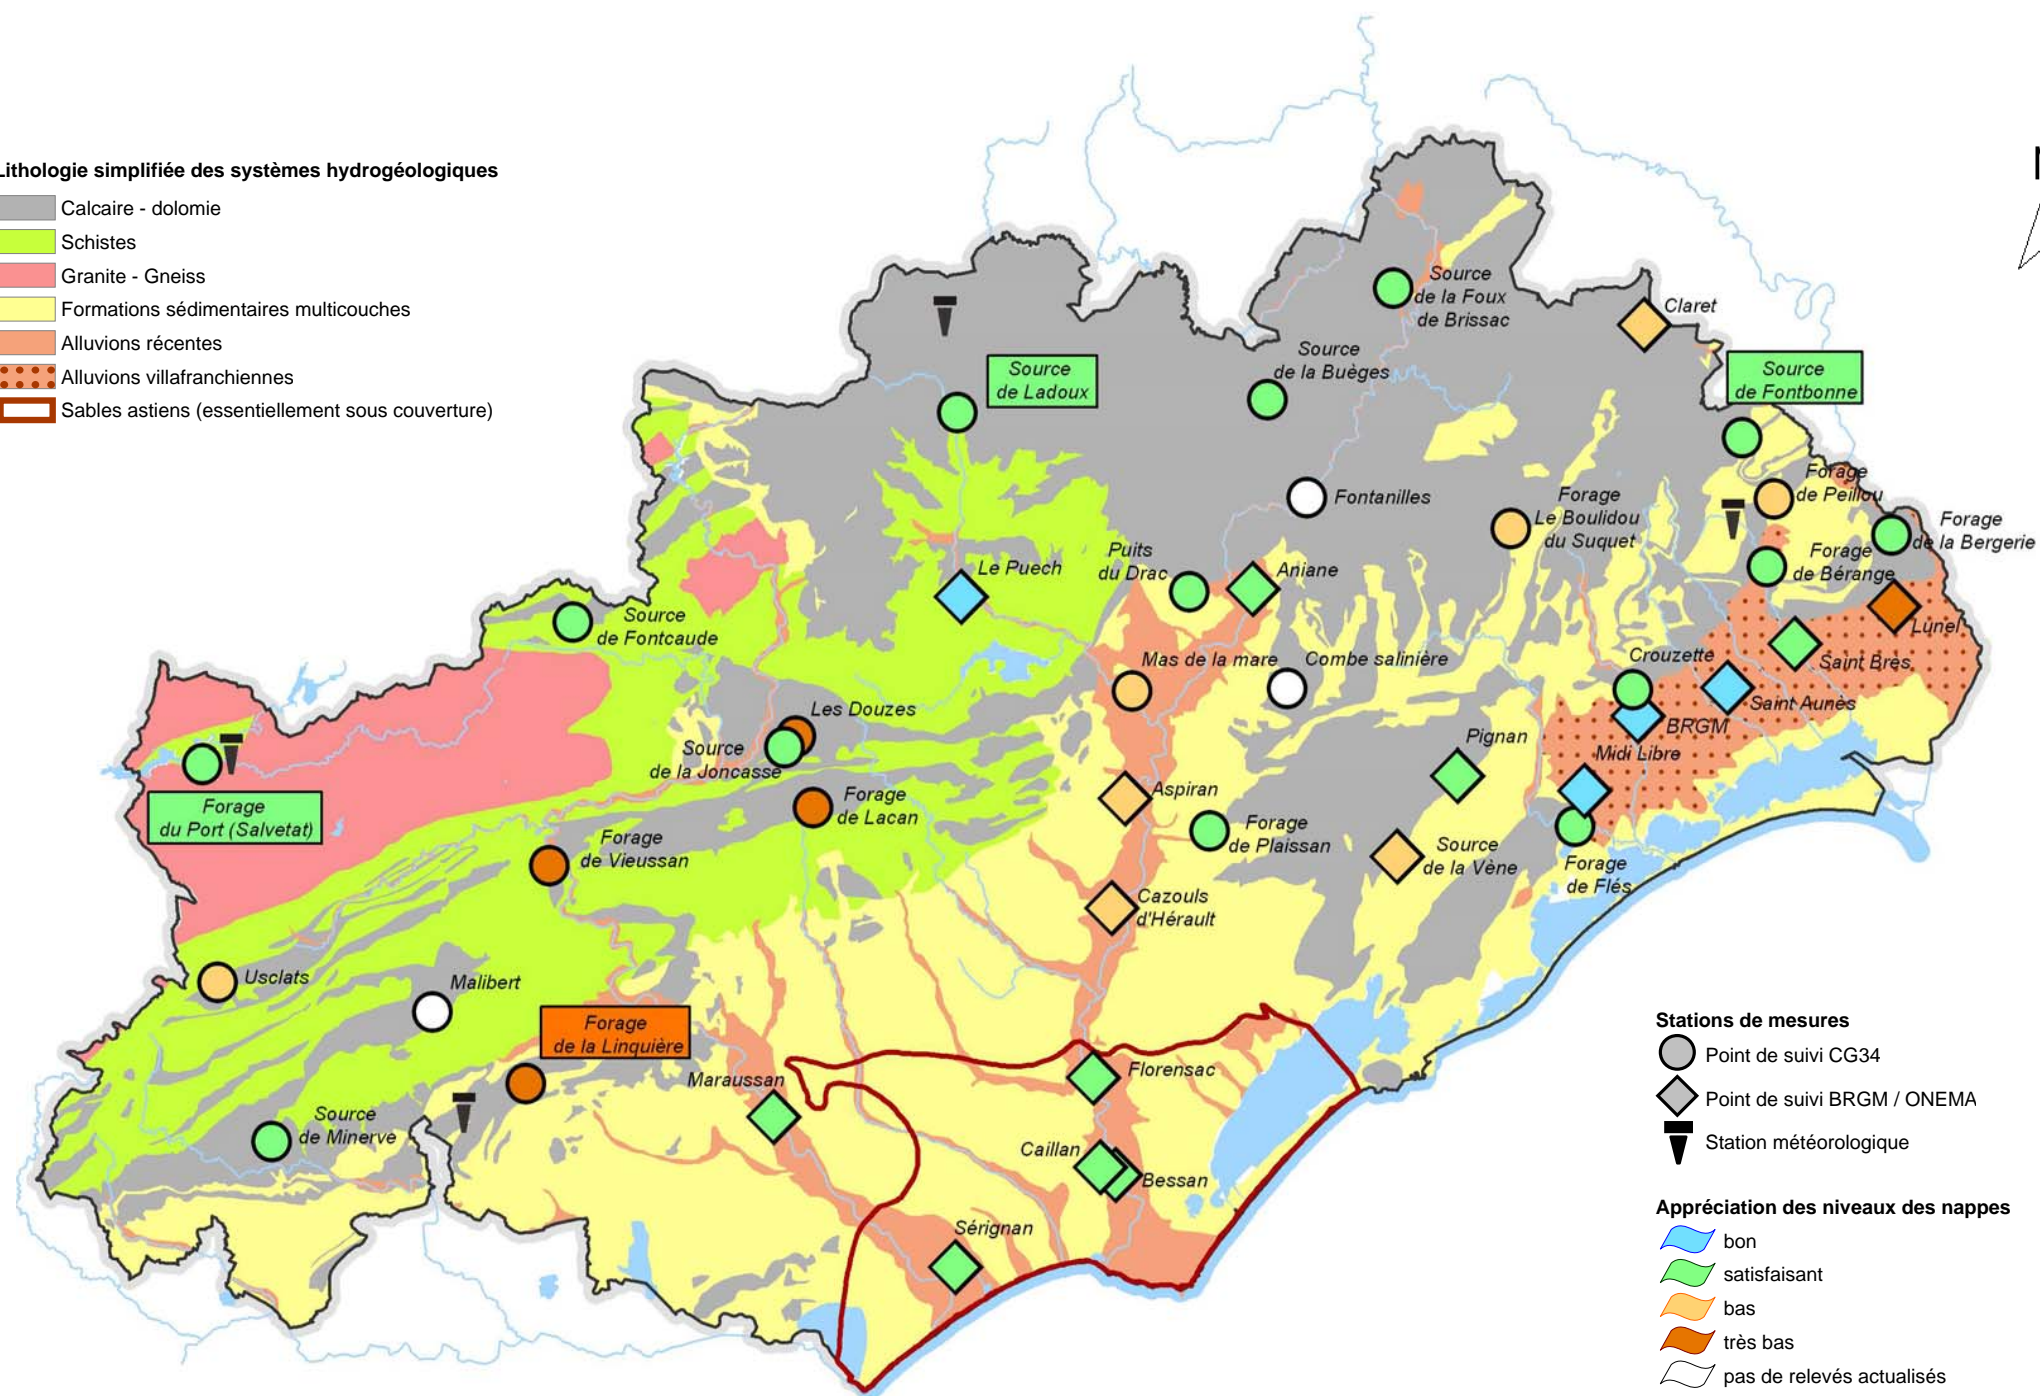 Lithologie simplifiée des systèmes hydrogéologiques
Calcaire - dolomie
Schistes
Granite - Gneiss
Formations sédimentaires multicouches
Alluvions récentes
Alluvions villafranchiennes
Sables astiens (essentiellement sous couverture)
Source
de la Foux
de Brissac
Claret
Source
de la Buèges
Source
de Ladoux
Source
de Fontbonne
Fontanilles
Forage
Le Boulidou
du Suquet
Forage
de Peillou
Forage
de la Bergerie
Forage
de Bérange
Puits
du Drac
Aniane
Le Puech
Source
de Fontcaude
Lunel
Saint Bres
Crouzette
Saint Aunès
BRGM
Midi Libre
Mas de la mare
Combe salinière
Les Douzes
Source
de la Joncasse
Pignan
Forage
du Port (Salvetat)
Forage
de Lacan
Aspiran
Forage
de Plaissan
Forage
de Vieussan
Source
de la Vène
Forage
de Flés
Cazouls
d'Hérault
Usclats
Malibert
Forage
de la Linquière
Maraussan
Florensac
Source
de Minerve
Caillan
Bessan
Sérignan
Stations de mesures
Point de suivi CG34
Point de suivi BRGM / ONEMA
Station météorologique
Appréciation des niveaux des nappes
bon
satisfaisant
bas
très bas
pas de relevés actualisés